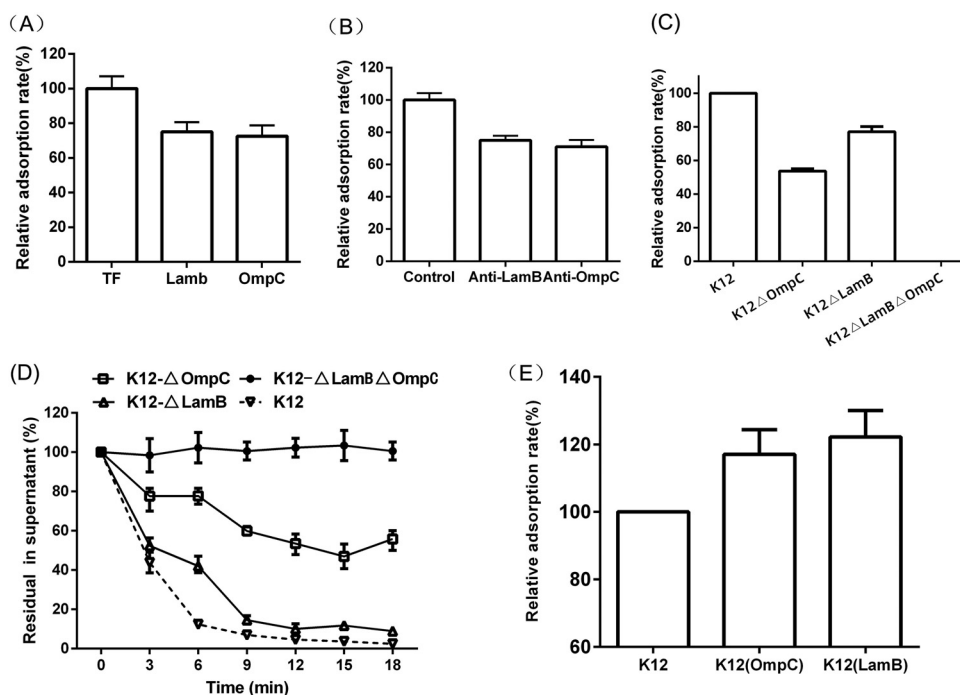 (A)
Relative adsorption rate(%)
120
100
80
60
40
20
0
TF Lamb OmpC
(B)
Relative adsorption rate(%)
120
100
80
60
40
20
0
Control Anti-LamB Anti-OmpC
(C)
Relative adsorption rate(%)
100
80
60
40
20
0
K12
K12△OmpC
K12△LamB
K12△LamB△OmpC
(D)
K12-△OmpC K12-△LamB△OmpC
K12-△LamB K12
Residual in supernatant (%)
120
100
80
60
40
20
0
0 3 6 9 12 15 18
Time (min)
(E)
Relative adsorption rate(%)
140
120
100
80
60
K12 K12(OmpC) K12(LamB)